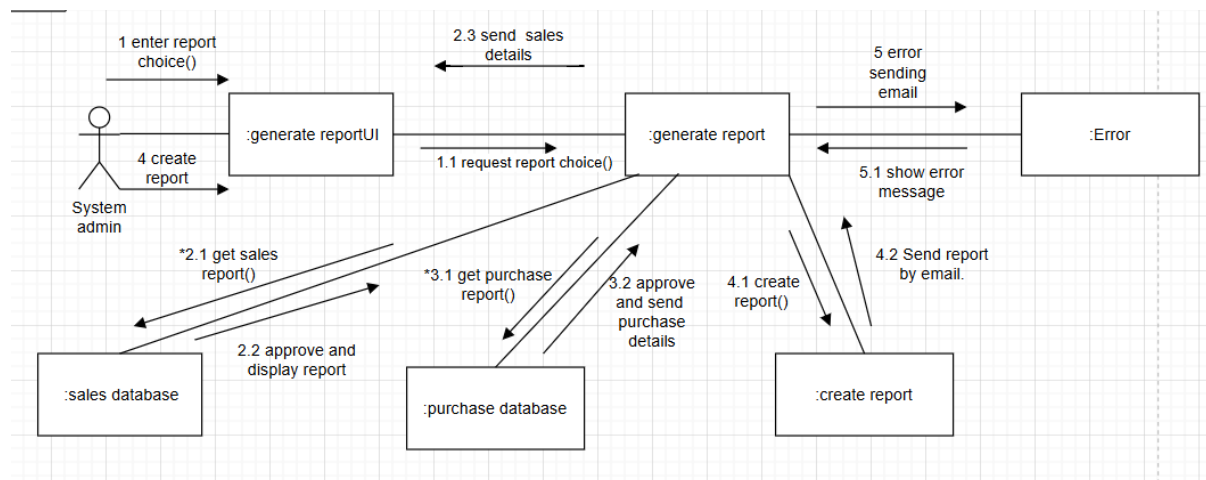 1 enter report
choice()
2.3 send  sales
details
5 error
sending
email
:generate reportUI
:generate report
:Error
4 create
report
1.1 request report choice()
5.1 show error
message
System
admin
*2.1 get sales
report()
*3.1 get purchase
report()
3.2 approve
and send
purchase
details
4.1 create
report()
4.2 Send report
by email.
2.2 approve and
display report
:sales database
:purchase database
:create report